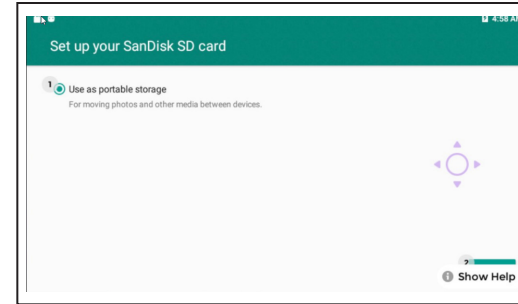 4:58 AM
Set up your SanDisk SD card
1
Use as portable storage
For moving photos and other media between devices.
2
Show Help